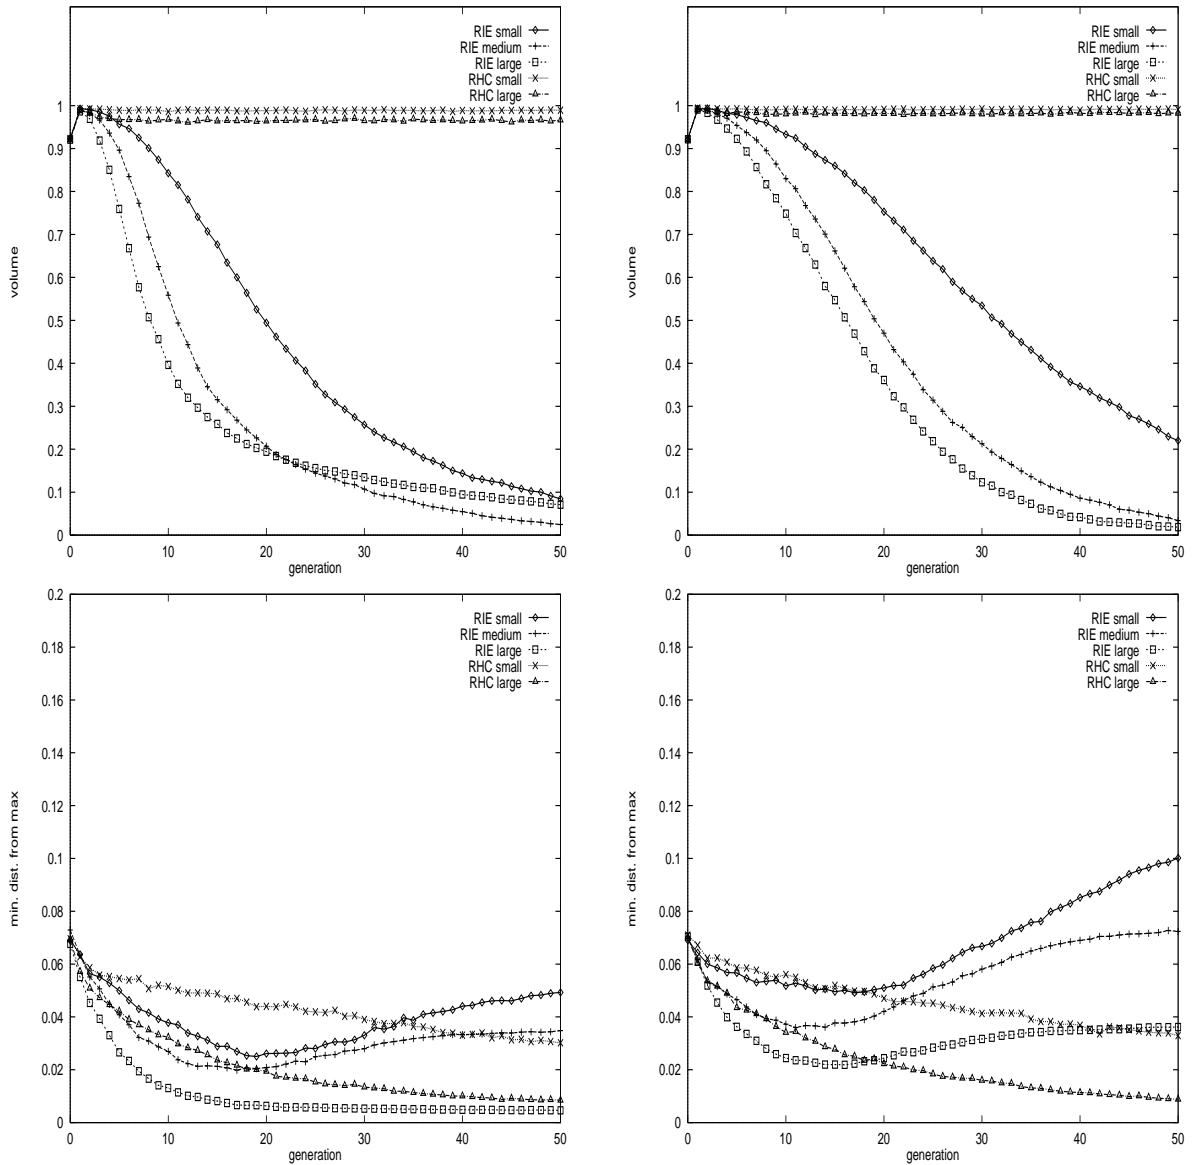 RIE small
RIE medium
RIE large
RHC small
RHC large
1
0.9
0.8
0.7
0.6
0.5
0.4
0.3
0.2
0.1
0
volume
0 10 20 30 40 50
generation
RIE small
RIE medium
RIE large
RHC small
RHC large
1
0.9
0.8
0.7
0.6
0.5
0.4
0.3
0.2
0.1
0
volume
0 10 20 30 40 50
generation
0.2
0.18
0.16
0.14
0.12
0.1
0.08
0.06
0.04
0.02
0
RIE small
RIE medium
RIE large
RHC small
RHC large
min. dist. from max
0 10 20 30 40 50
generation
0.2
0.18
0.16
0.14
0.12
0.1
0.08
0.06
0.04
0.02
0
RIE small
RIE medium
RIE large
RHC small
RHC large
min. dist. from max
0 10 20 30 40 50
generation